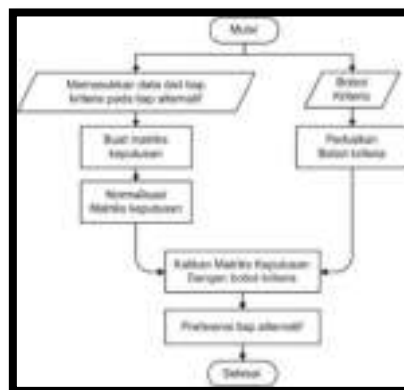 Mulai
Memasukkan data dari tiap
kriteria pada tiap alternatif
Bobot
Kriteria
Buat matriks
keputusan
Perbaikan
Bobot kriteria
Normalisasi
Matriks keputusan
Kalikan Matriks Keputusan
Dengan bobot kriteria
Preferensi tiap alternatif
Selesai